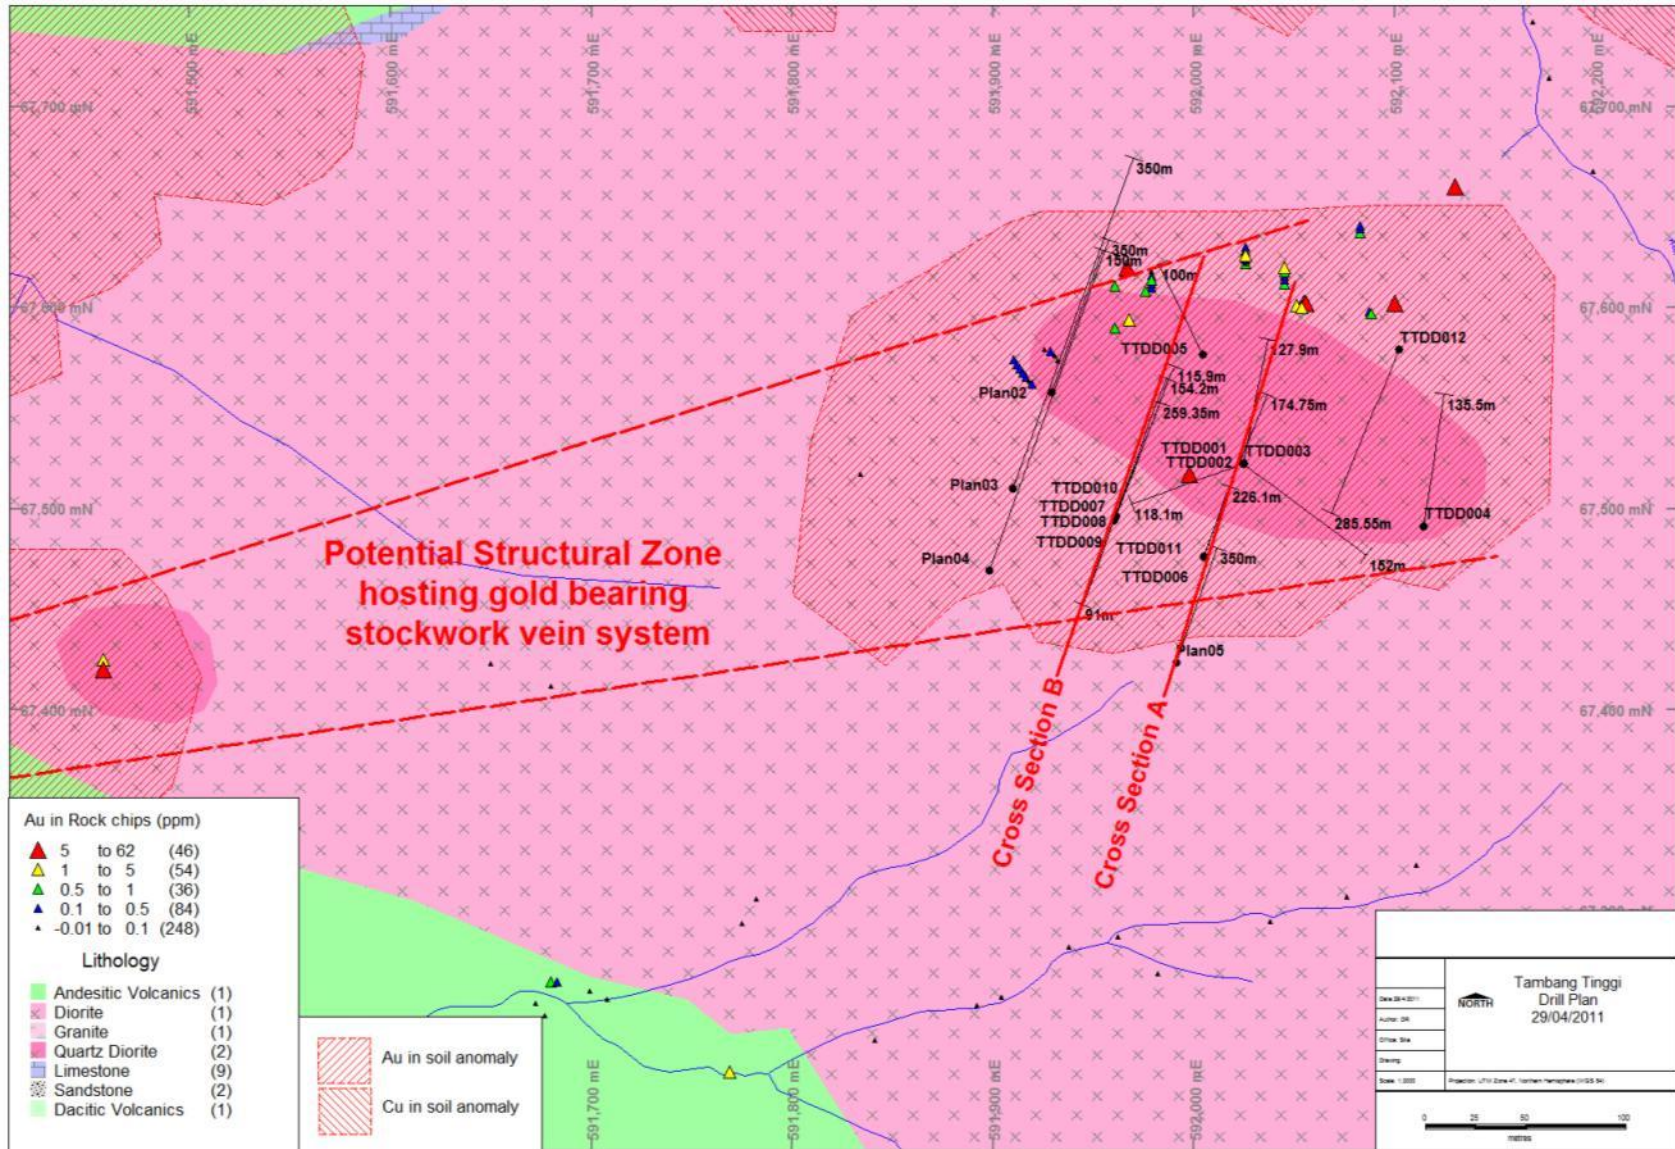 591,500 mE
591,600 mE
591,700 mE
591,800 mE
591,900 mE
592,000 mE
592,100 mE
592,200 mE
67,700 mN
67,700 mN
350m
350m
150m
100m
67,600 mN
67,600 mN
TTDD005
127.9m
TTDD012
115.9m
154.2m
259.35m
174.75m
135.5m
Plan02
TTDD001
TTDD002
TTDD003
Plan03
TTDD010
TTDD007
TTDD008
TTDD009
118.1m
226.1m
285.55m
TTDD004
67,500 mN
67,500 mN
Plan04
TTDD011
TTDD006
350m
152m
91m
Plan05
Potential Structural Zone
hosting gold bearing
stockwork vein system
67,400 mN
67,400 mN
Cross Section B
Cross Section A
Au in Rock chips (ppm)
5 to 62 (46)
1 to 5 (54)
0.5 to 1 (36)
0.1 to 0.5 (84)
-0.01 to 0.1 (248)
Lithology
Andesitic Volcanics (1)
Diorite (1)
Granite (1)
Quartz Diorite (2)
Limestone (9)
Sandstone (2)
Dacitic Volcanics (1)
Au in soil anomaly
Cu in soil anomaly
591,700 mE
591,800 mE
591,900 mE
592,000 mE
NORTH
Tambang Tinggi
Drill Plan
29/04/2011
0 25 50 100
metres